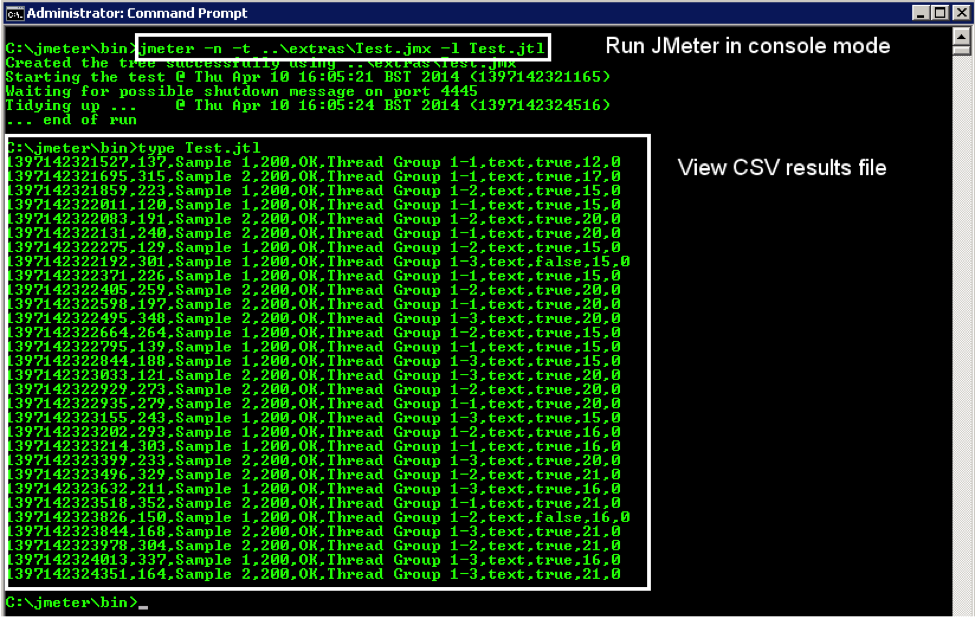 Administrator: Command Prompt
C:\jmeter\bin>jmeter -n -t ..\extras\Test.jmx -l Test.jtl
Run JMeter in console mode
Created the tree successfully using ..\extras\Test.jmx
Starting the test @ Thu Apr 10 16:05:21 BST 2014 (1397142321165)
Waiting for possible shutdown message on port 4445
Tidying up ...    @ Thu Apr 10 16:05:24 BST 2014 (1397142324516)
... end of run
C:\jmeter\bin>type Test.jtl
View CSV results file
1397142321527,137,Sample 1,200,OK,Thread Group 1-1,text,true,12,0
1397142321695,315,Sample 2,200,OK,Thread Group 1-1,text,true,17,0
1397142321859,223,Sample 1,200,OK,Thread Group 1-2,text,true,15,0
1397142322011,120,Sample 1,200,OK,Thread Group 1-1,text,true,15,0
1397142322083,191,Sample 2,200,OK,Thread Group 1-2,text,true,20,0
1397142322131,240,Sample 2,200,OK,Thread Group 1-1,text,true,20,0
1397142322275,129,Sample 1,200,OK,Thread Group 1-2,text,true,15,0
1397142322192,301,Sample 1,200,OK,Thread Group 1-3,text,false,15,0
1397142322371,226,Sample 1,200,OK,Thread Group 1-1,text,true,15,0
1397142322405,259,Sample 2,200,OK,Thread Group 1-2,text,true,20,0
1397142322598,197,Sample 2,200,OK,Thread Group 1-1,text,true,20,0
1397142322495,348,Sample 2,200,OK,Thread Group 1-3,text,true,20,0
1397142322664,264,Sample 1,200,OK,Thread Group 1-2,text,true,15,0
1397142322795,139,Sample 1,200,OK,Thread Group 1-1,text,true,15,0
1397142322844,188,Sample 1,200,OK,Thread Group 1-3,text,true,15,0
1397142323033,121,Sample 2,200,OK,Thread Group 1-3,text,true,20,0
1397142322929,273,Sample 2,200,OK,Thread Group 1-2,text,true,20,0
1397142322935,279,Sample 2,200,OK,Thread Group 1-1,text,true,20,0
1397142323155,243,Sample 1,200,OK,Thread Group 1-3,text,true,15,0
1397142323202,293,Sample 1,200,OK,Thread Group 1-2,text,true,16,0
1397142323214,303,Sample 1,200,OK,Thread Group 1-1,text,true,16,0
1397142323399,233,Sample 2,200,OK,Thread Group 1-3,text,true,20,0
1397142323496,329,Sample 2,200,OK,Thread Group 1-2,text,true,21,0
1397142323632,211,Sample 1,200,OK,Thread Group 1-3,text,true,16,0
1397142323518,352,Sample 2,200,OK,Thread Group 1-1,text,true,21,0
1397142323826,150,Sample 1,200,OK,Thread Group 1-2,text,false,16,0
1397142323844,168,Sample 2,200,OK,Thread Group 1-3,text,true,21,0
1397142323978,304,Sample 2,200,OK,Thread Group 1-2,text,true,21,0
1397142324013,337,Sample 1,200,OK,Thread Group 1-3,text,true,16,0
1397142324351,164,Sample 2,200,OK,Thread Group 1-3,text,true,21,0
C:\jmeter\bin>_